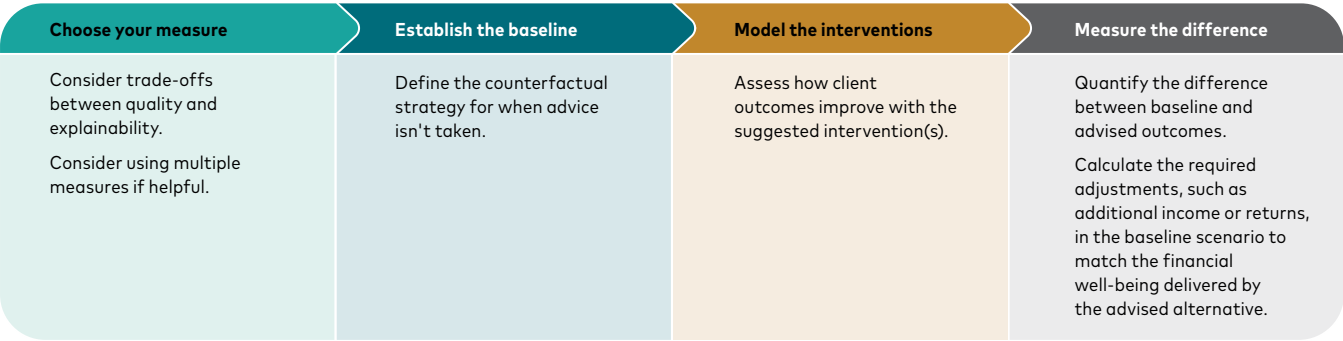 Choose your measure
Consider trade-offs
between quality and
explainability.
Consider using multiple
measures if helpful.
Establish the baseline
Define the counterfactual
strategy for when advice
isn't taken.
Model the interventions
Assess how client
outcomes improve with the
suggested intervention(s).
Measure the difference
Quantify the difference
between baseline and
advised outcomes.
Calculate the required
adjustments, such as
additional income or returns,
in the baseline scenario to
match the financial
well-being delivered by
the advised alternative.